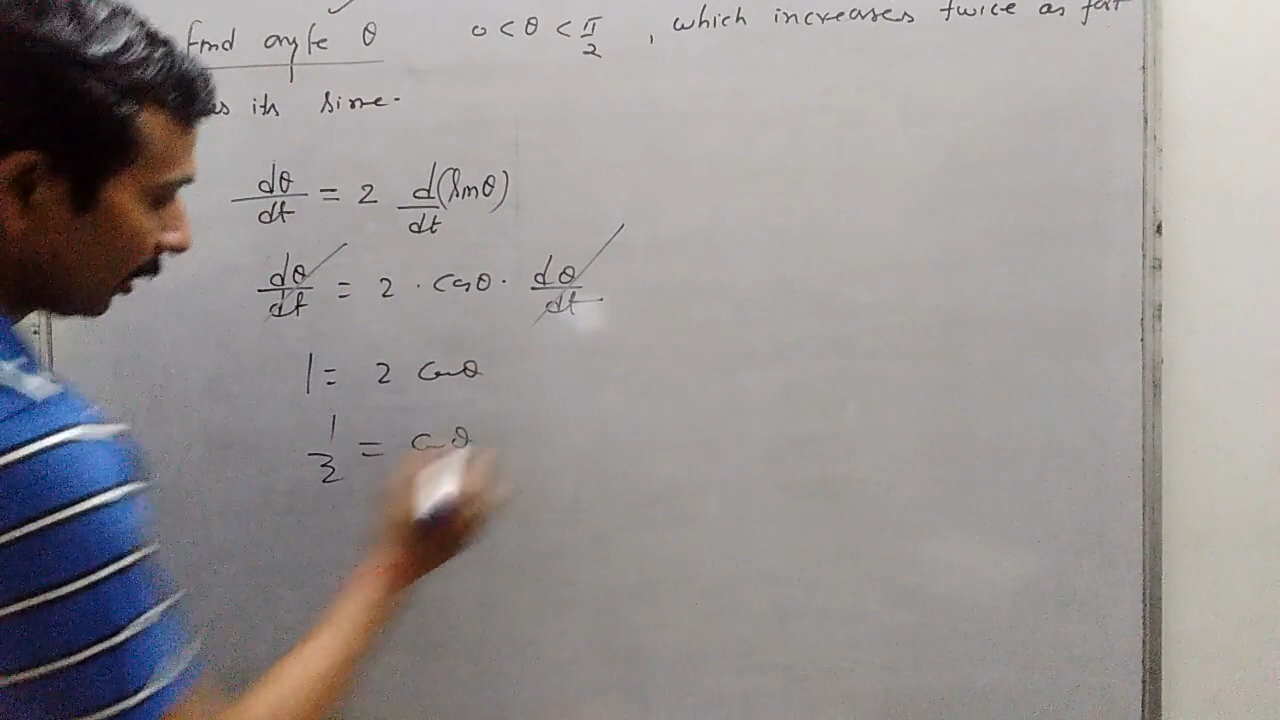 Find angle θ 0 < θ < π/2 , which increases twice as fast
as its sine.
dθ/dt = 2 d/dt (sinθ)
dθ/dt = 2 · cosθ · dθ/dt
1 = 2 cosθ
1/2 = cosθ